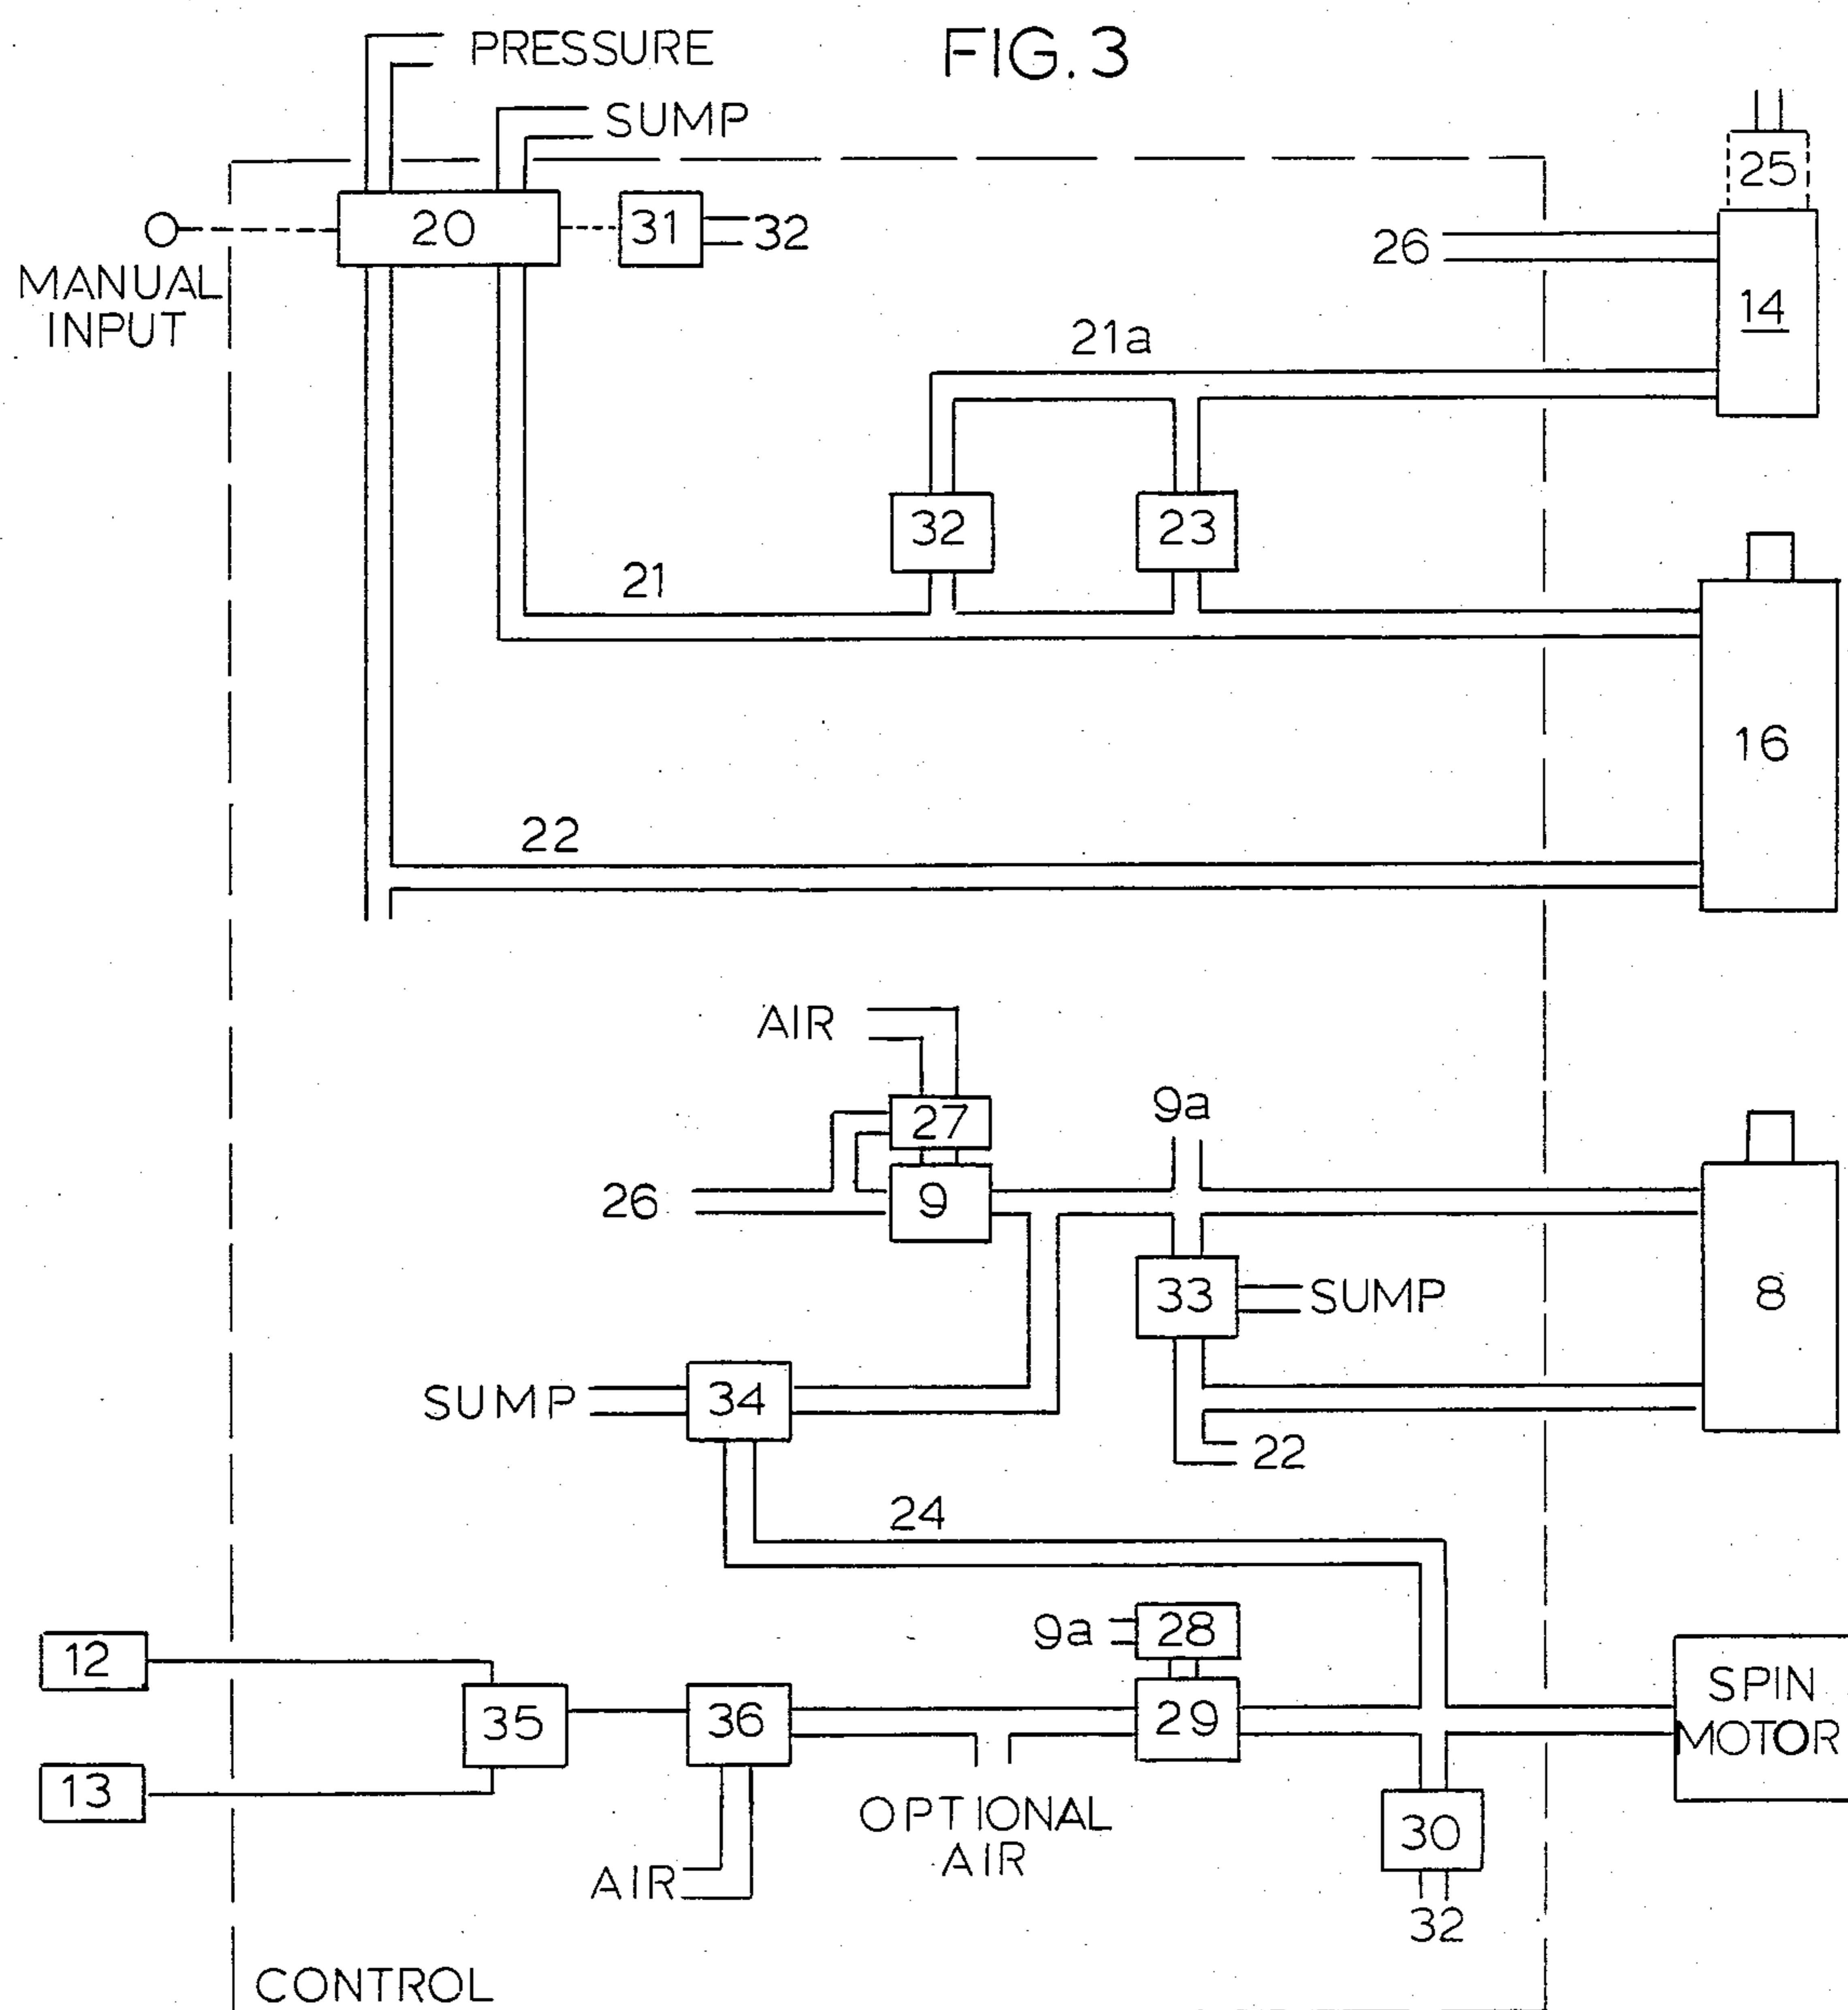 FIG. 3
PRESSURE
SUMP
25
20
31
32
26
MANUAL
INPUT
14
21a
32
23
21
16
22
AIR
27
9a
26
9
33
SUMP
8
SUMP
34
22
24
12
9a
28
35
36
29
SPIN
MOTOR
13
OPTIONAL
AIR
30
AIR
32
CONTROL